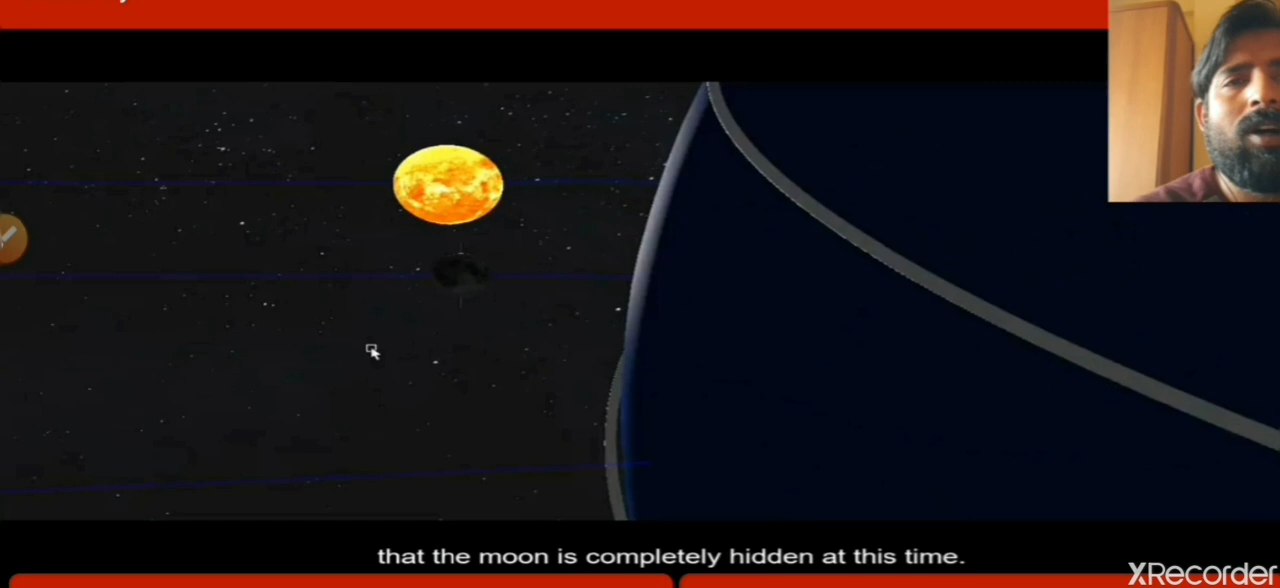 that the moon is completely hidden at this time.
XRecorder